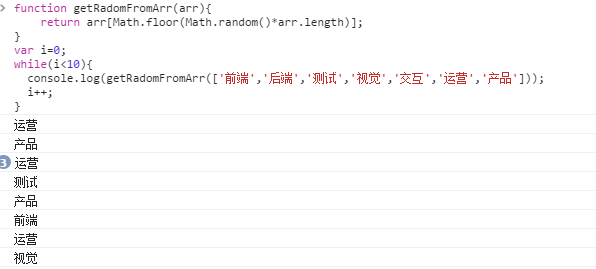 > function getRadomFromArr(arr){
return arr[Math.floor(Math.random()*arr.length)];
}
var i=0;
while(i<10){
console.log(getRadomFromArr(['前端','后端','测试','视觉','交互','运营','产品']));
i++;
}
运营
产品
3 运营
测试
产品
前端
运营
视觉